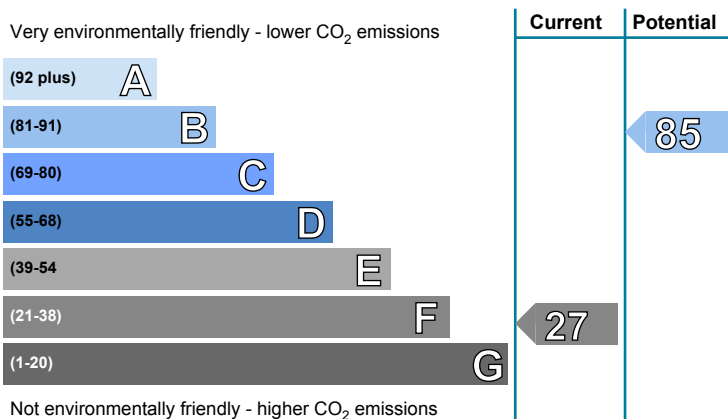 Current Potential
Very environmentally friendly - lower CO2 emissions
(92 plus) A
(81-91) B
85
(69-80) C
(55-68) D
(39-54 E
(21-38) F
27
(1-20) G
Not environmentally friendly - higher CO2 emissions